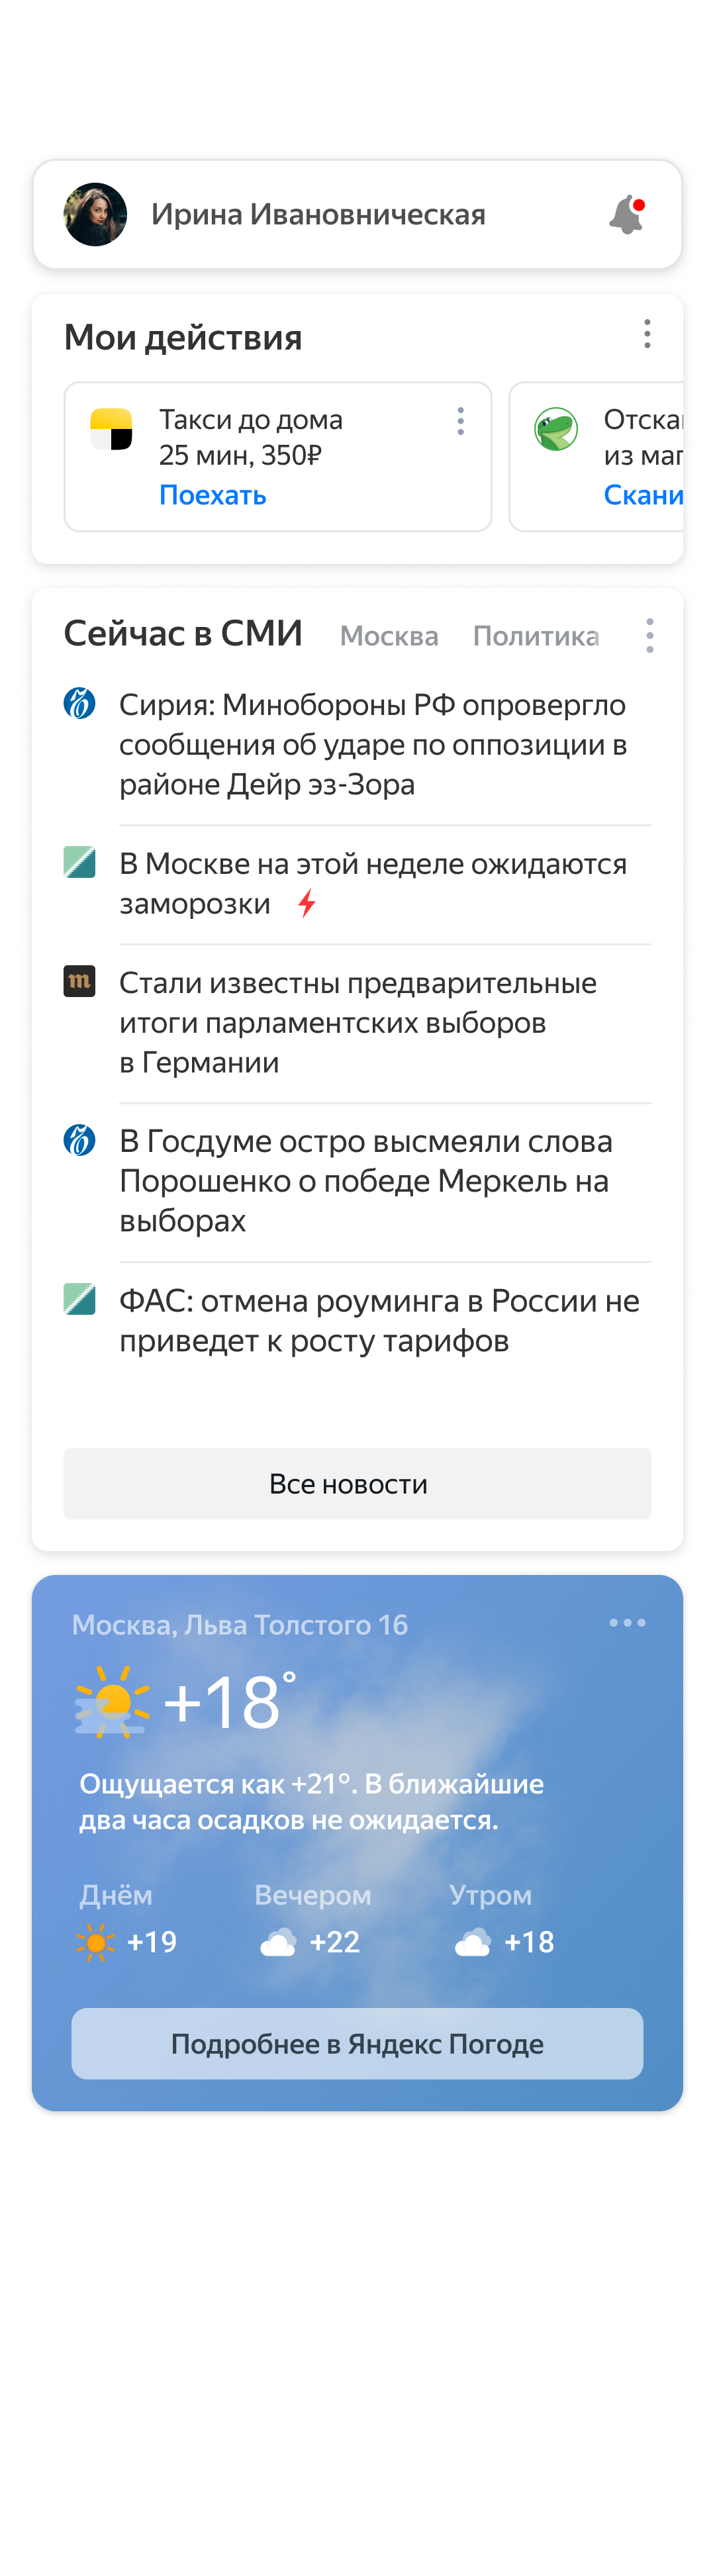 Ирина Ивановническая
Мои действия
Такси до дома
25 мин, 350₽
Поехать
Сейчас в СМИ Москва Политика
Сирия: Минобороны РФ опровергло
сообщения об ударе по оппозиции в
районе Дейр эз-Зора
В Москве на этой неделе ожидаются
заморозки
Стали известны предварительные
итоги парламентских выборов
в Германии
В Госдуме остро высмеяли слова
Порошенко о победе Меркель на
выборах
ФАС: отмена роуминга в России не
приведет к росту тарифов
Все новости
Москва, Льва Толстого 16
+18°
Ощущается как +21°. В ближайшие
два часа осадков не ожидается.
Днём Вечером Утром
+19 +22 +18
Подробнее в Яндекс Погоде